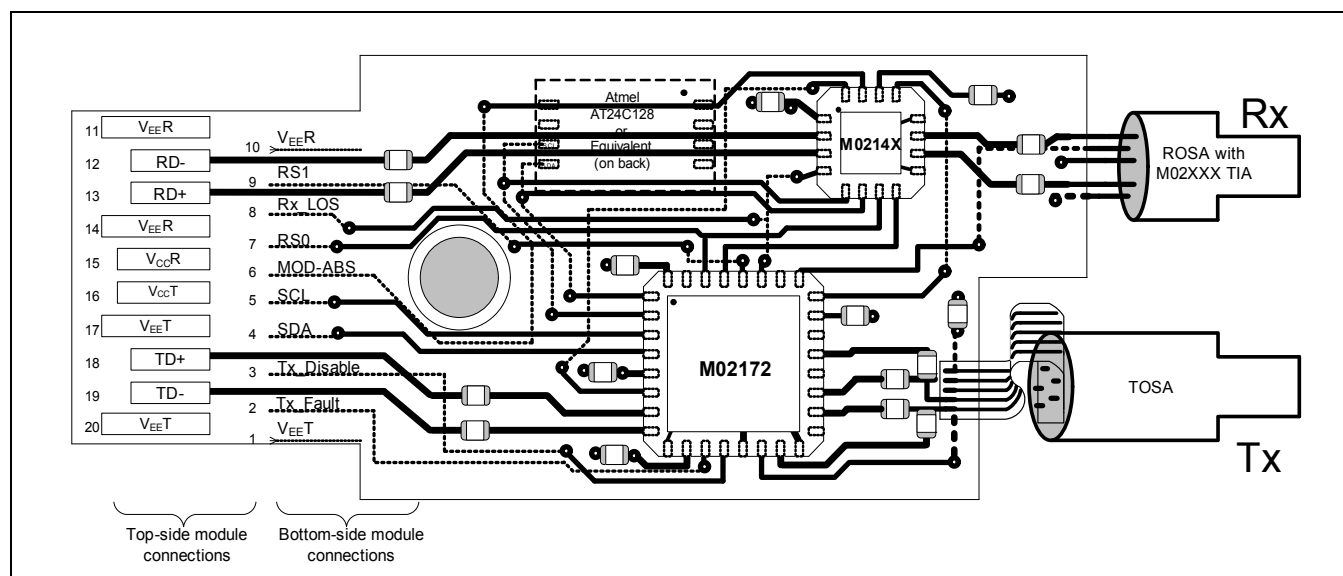 11 VEER
12 RD-
13 RD+
14 VEER
15 VCCR
16 VCCT
17 VEET
18 TD+
19 TD-
20 VEET
10 VEER
9 RS1
8 Rx_LOS
7 RS0
6 MOD-ABS
5 SCL
4 SDA
3 Tx_Disable
2 Tx_Fault
1 VEET
Atmel
AT24C128
or
Equivalent
(on back)
SCL
SDA
M0214X
M02172
Rx
ROSA with
M02XXX TIA
TOSA
Tx
Top-side module
connections
Bottom-side module
connections